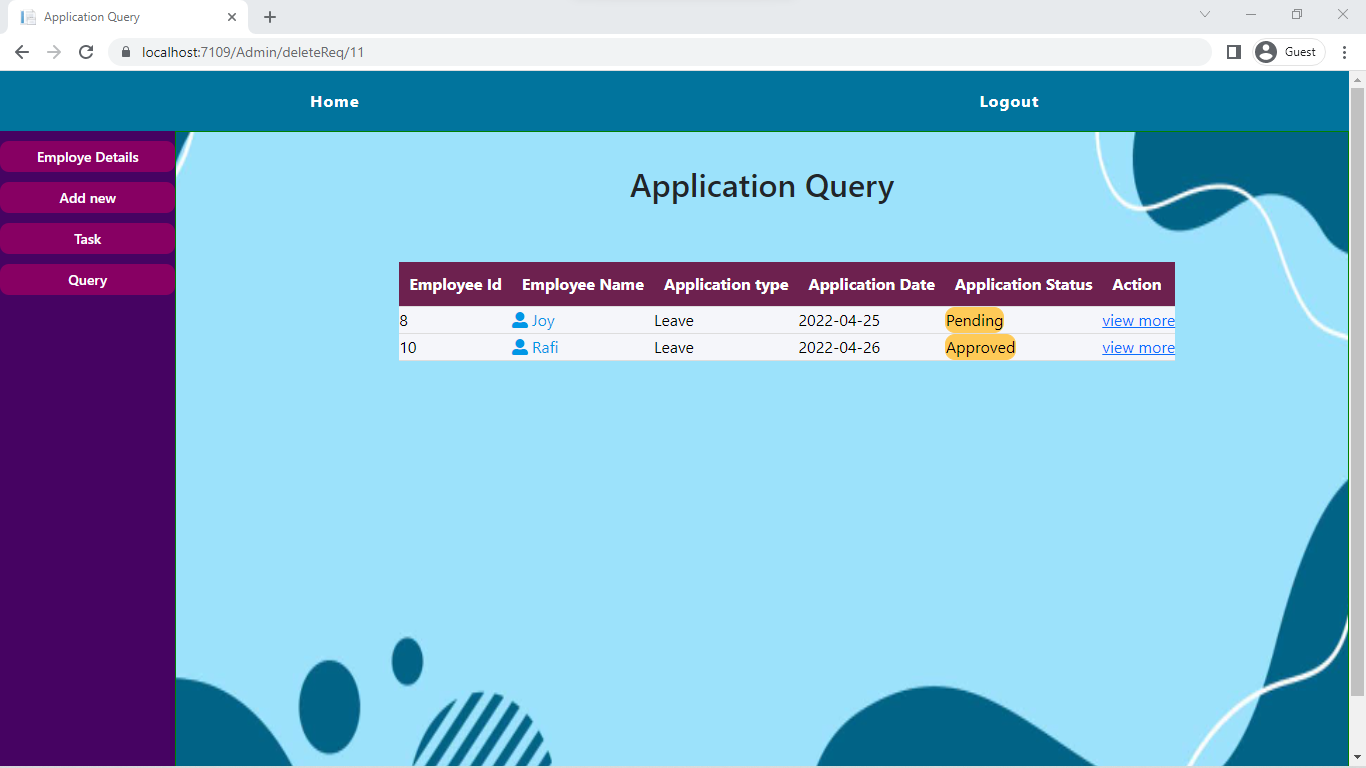 Application Query
localhost:7109/Admin/deleteReq/11
Guest
Home Logout
Employe Details
Add new
Task
Query
Application Query
Employee Id Employee Name Application type Application Date Application Status Action
8 Joy Leave 2022-04-25 Pending view more
10 Rafi Leave 2022-04-26 Approved view more